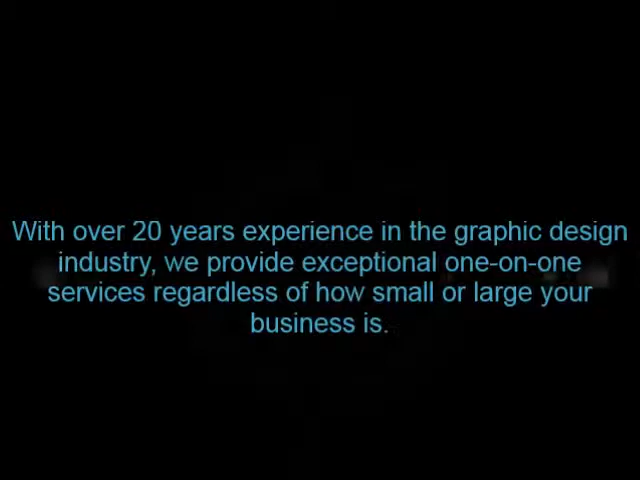 With over 20 years experience in the graphic design
industry, we provide exceptional one-on-one
services regardless of how small or large your
business is.